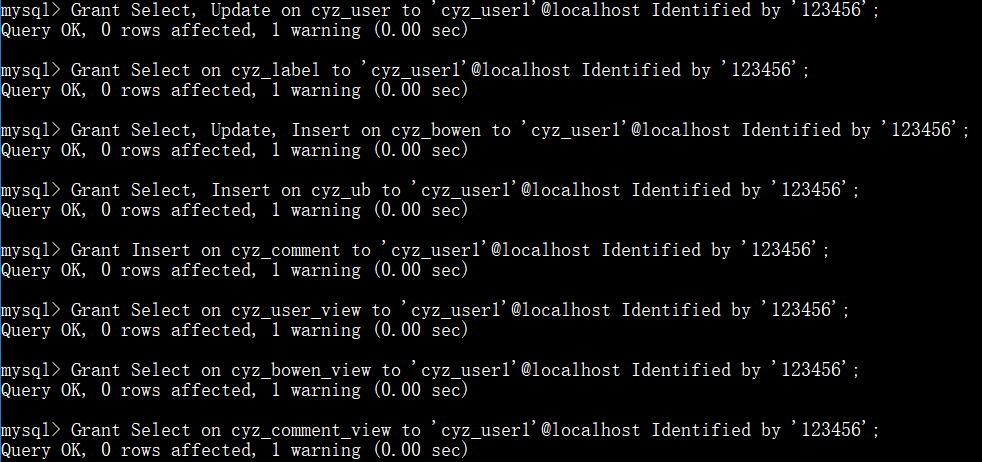 mysql> Grant Select, Update on cyz_user to 'cyz_user1'@localhost Identified by '123456';
Query OK, 0 rows affected, 1 warning (0.00 sec)
mysql> Grant Select on cyz_label to 'cyz_user1'@localhost Identified by '123456';
Query OK, 0 rows affected, 1 warning (0.00 sec)
mysql> Grant Select, Update, Insert on cyz_bowen to 'cyz_user1'@localhost Identified by '123456';
Query OK, 0 rows affected, 1 warning (0.00 sec)
mysql> Grant Select, Insert on cyz_ub to 'cyz_user1'@localhost Identified by '123456';
Query OK, 0 rows affected, 1 warning (0.00 sec)
mysql> Grant Insert on cyz_comment to 'cyz_user1'@localhost Identified by '123456';
Query OK, 0 rows affected, 1 warning (0.00 sec)
mysql> Grant Select on cyz_user_view to 'cyz_user1'@localhost Identified by '123456';
Query OK, 0 rows affected, 1 warning (0.00 sec)
mysql> Grant Select on cyz_bowen_view to 'cyz_user1'@localhost Identified by '123456';
Query OK, 0 rows affected, 1 warning (0.00 sec)
mysql> Grant Select on cyz_comment_view to 'cyz_user1'@localhost Identified by '123456';
Query OK, 0 rows affected, 1 warning (0.00 sec)